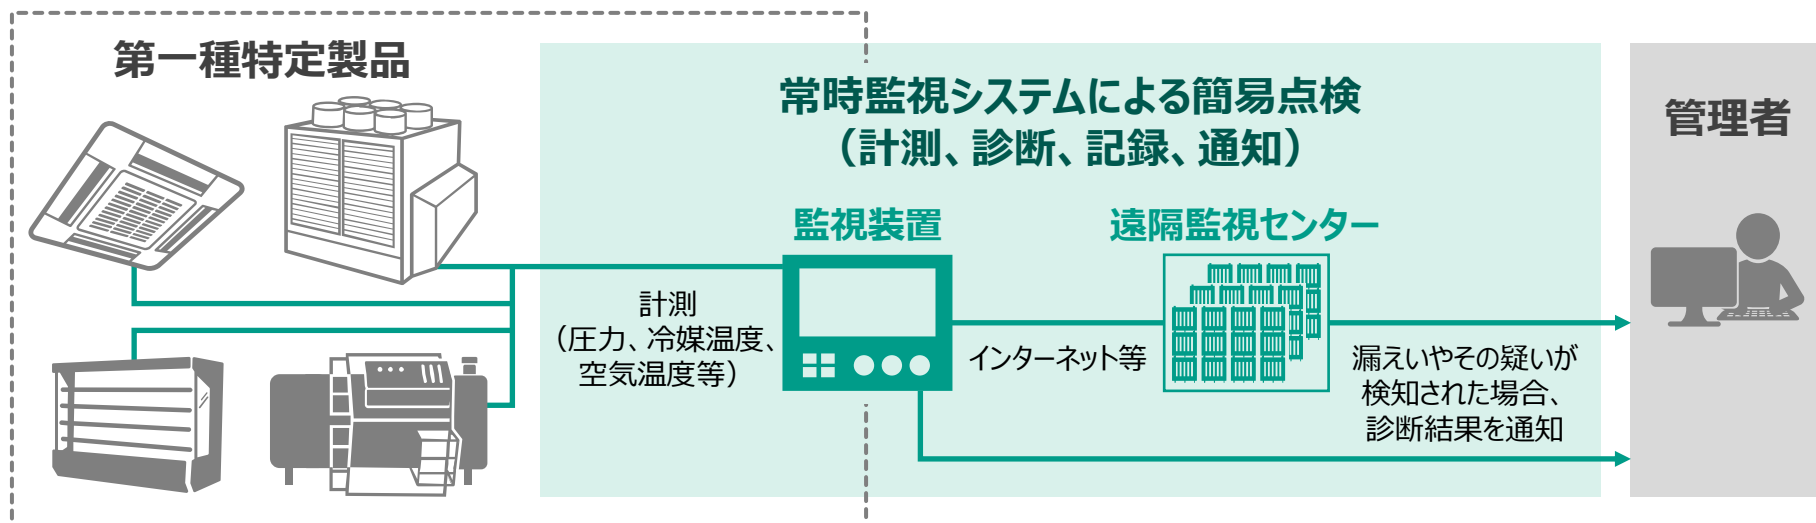 第一種特定製品
常時監視システムによる簡易点検
（計測、診断、記録、通知）
管理者
監視装置
遠隔監視センター
計測
（圧力、冷媒温度、
空気温度等）
インターネット等
漏えいやその疑いが
検知された場合、
診断結果を通知